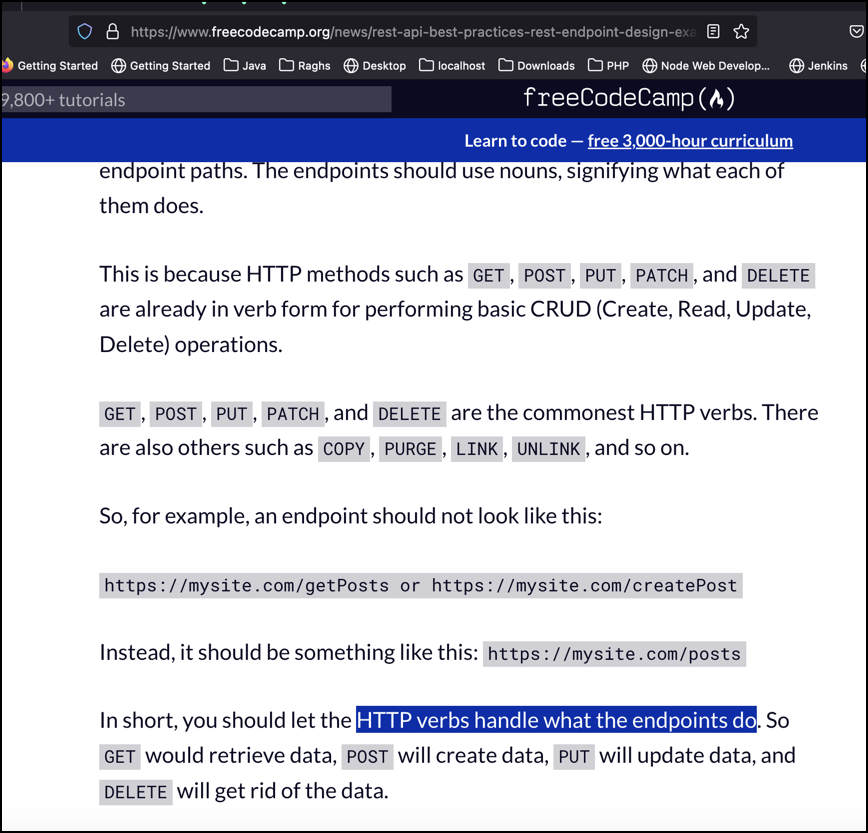 https://www.freecodecamp.org/news/rest-api-best-practices-rest-endpoint-design-exa
Getting Started Getting Started Java Raghs Desktop localhost Downloads PHP Node Web Develop... Jenkins
9,800+ tutorials freeCodeCamp(🔥)
Learn to code — free 3,000-hour curriculum
endpoint paths. The endpoints should use nouns, signifying what each of
them does.
This is because HTTP methods such as GET, POST, PUT, PATCH, and DELETE
are already in verb form for performing basic CRUD (Create, Read, Update,
Delete) operations.
GET, POST, PUT, PATCH, and DELETE are the commonest HTTP verbs. There
are also others such as COPY, PURGE, LINK, UNLINK, and so on.
So, for example, an endpoint should not look like this:
https://mysite.com/getPosts or https://mysite.com/createPost
Instead, it should be something like this: https://mysite.com/posts
In short, you should let the HTTP verbs handle what the endpoints do. So
GET would retrieve data, POST will create data, PUT will update data, and
DELETE will get rid of the data.